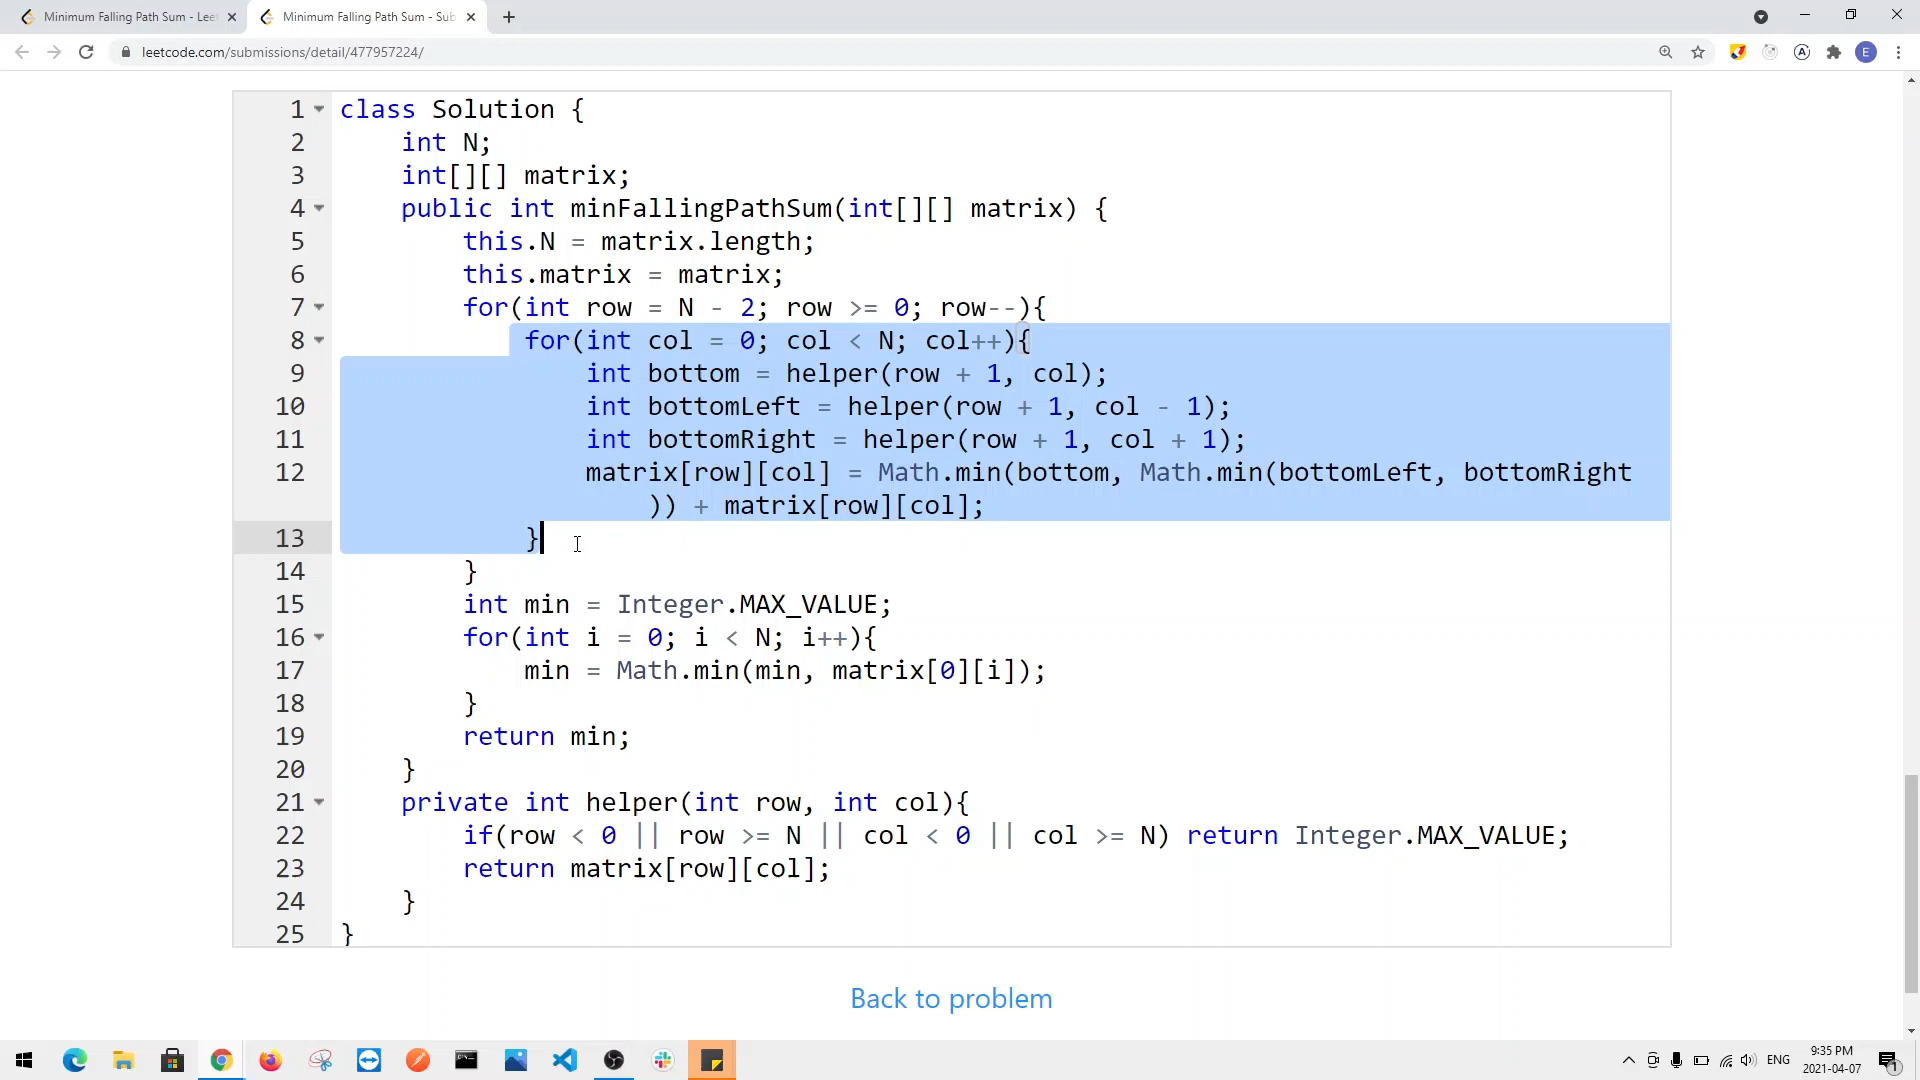 Minimum Falling Path Sum - Leet
Minimum Falling Path Sum - Sub
leetcode.com/submissions/detail/477957224/
E
1 class Solution {
2 int N;
3 int[][] matrix;
4 public int minFallingPathSum(int[][] matrix) {
5 this.N = matrix.length;
6 this.matrix = matrix;
7 for(int row = N - 2; row >= 0; row--){
8 for(int col = 0; col < N; col++){
9 int bottom = helper(row + 1, col);
10 int bottomLeft = helper(row + 1, col - 1);
11 int bottomRight = helper(row + 1, col + 1);
12 matrix[row][col] = Math.min(bottom, Math.min(bottomLeft, bottomRight
)) + matrix[row][col];
13 }
14 }
15 int min = Integer.MAX_VALUE;
16 for(int i = 0; i < N; i++){
17 min = Math.min(min, matrix[0][i]);
18 }
19 return min;
20 }
21 private int helper(int row, int col){
22 if(row < 0 || row >= N || col < 0 || col >= N) return Integer.MAX_VALUE;
23 return matrix[row][col];
24 }
25 }
Back to problem
ENG
9:35 PM
2021-04-07
1